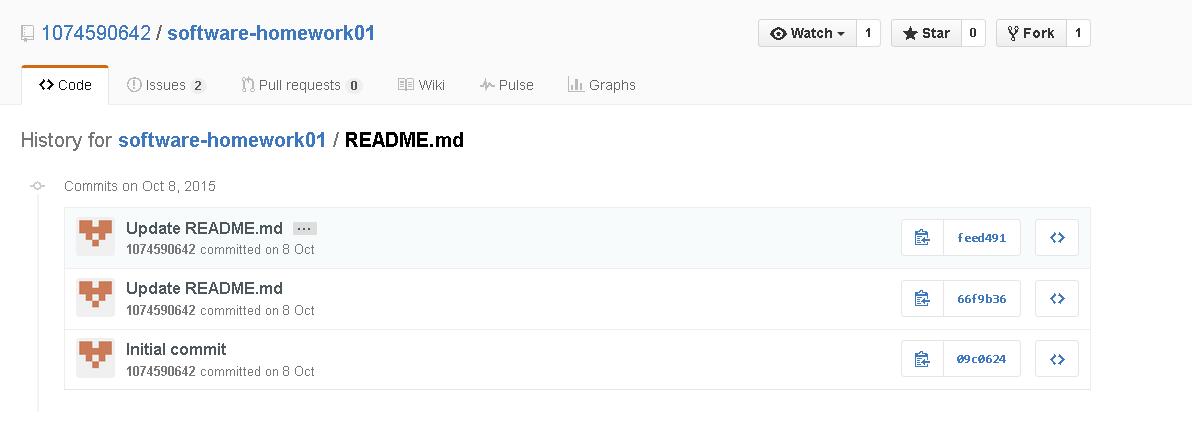 1074590642 / software-homework01 Watch 1 Star 0 Fork 1
Code Issues 2 Pull requests 0 Wiki Pulse Graphs
History for software-homework01 / README.md
Commits on Oct 8, 2015
Update README.md ...
1074590642 committed on 8 Oct
feed491
Update README.md
1074590642 committed on 8 Oct
66f9b36
Initial commit
1074590642 committed on 8 Oct
09c0624